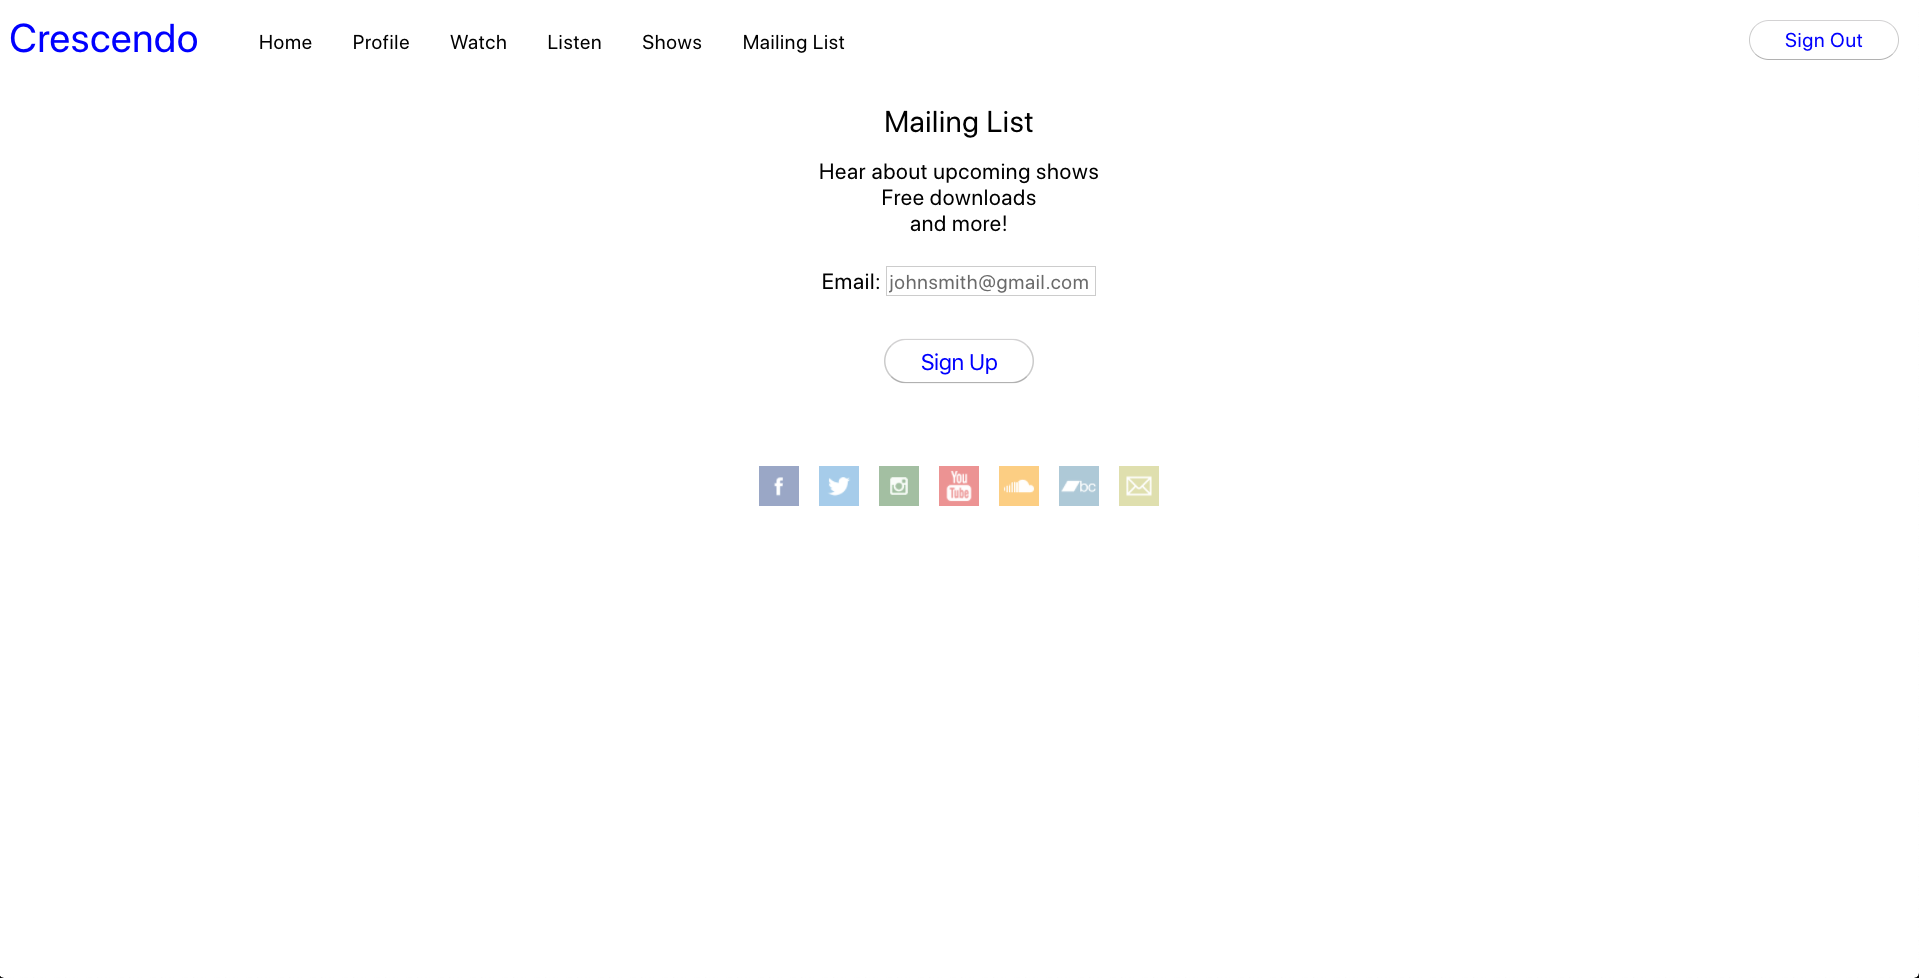 Crescendo
Home Profile Watch Listen Shows Mailing List
Sign Out
Mailing List
Hear about upcoming shows
Free downloads
and more!
Email: johnsmith@gmail.com
Sign Up
f You Tube bc